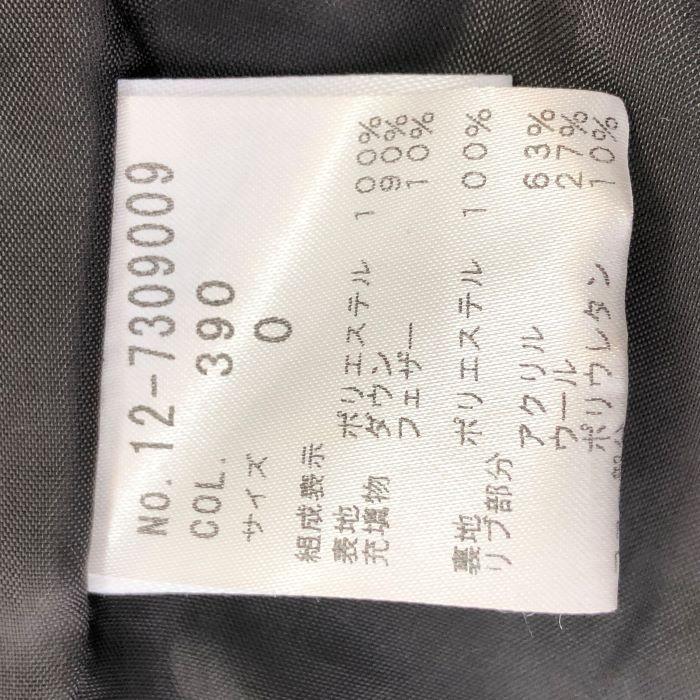 No. 12-7309009
COL. 390
サイズ 0
組成表示
表地 ポリエステル 100%
充填物 ダウン 90%
フェザー 10%
裏地 ポリエステル 100%
リブ部分
アクリル 63%
ウール 27%
ポリウレタン 10%